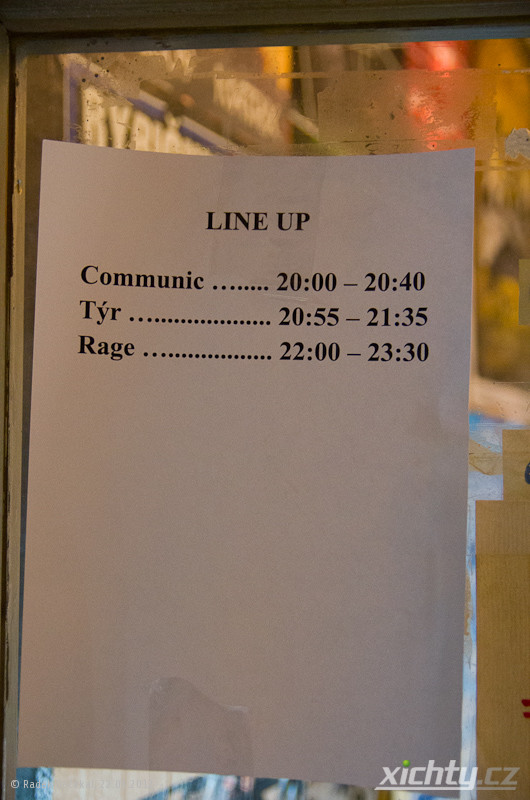 LINE UP
Communic …..... 20:00 – 20:40
Týr …................... 20:55 – 21:35
Rage …................. 22:00 – 23:30
xichty.cz